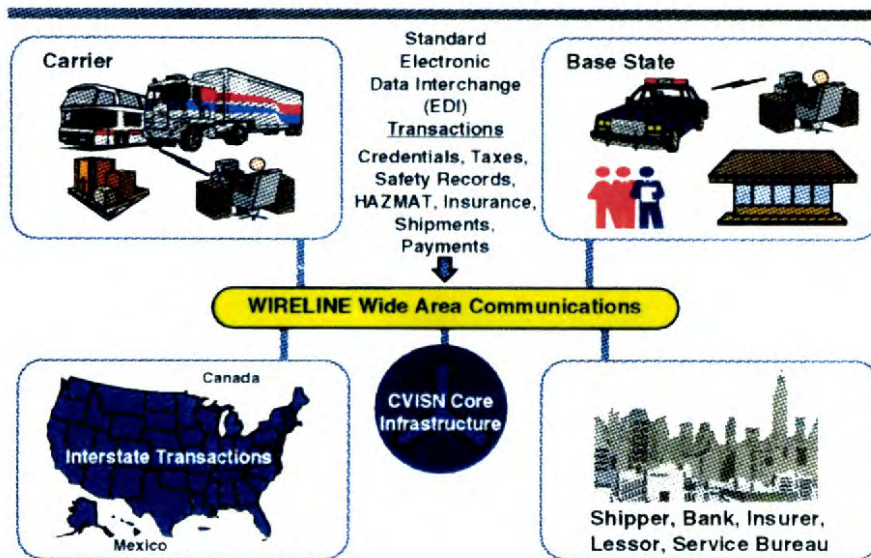 Carrier
Standard
Electronic
Data Interchange
(EDI)
Transactions
Credentials, Taxes,
Safety Records,
HAZMAT, Insurance,
Shipments,
Payments
Base State
WIRELINE Wide Area Communications
Canada
Interstate Transactions
Mexico
CVISN Core
Infrastructure
Shipper, Bank, Insurer,
Lessor, Service Bureau